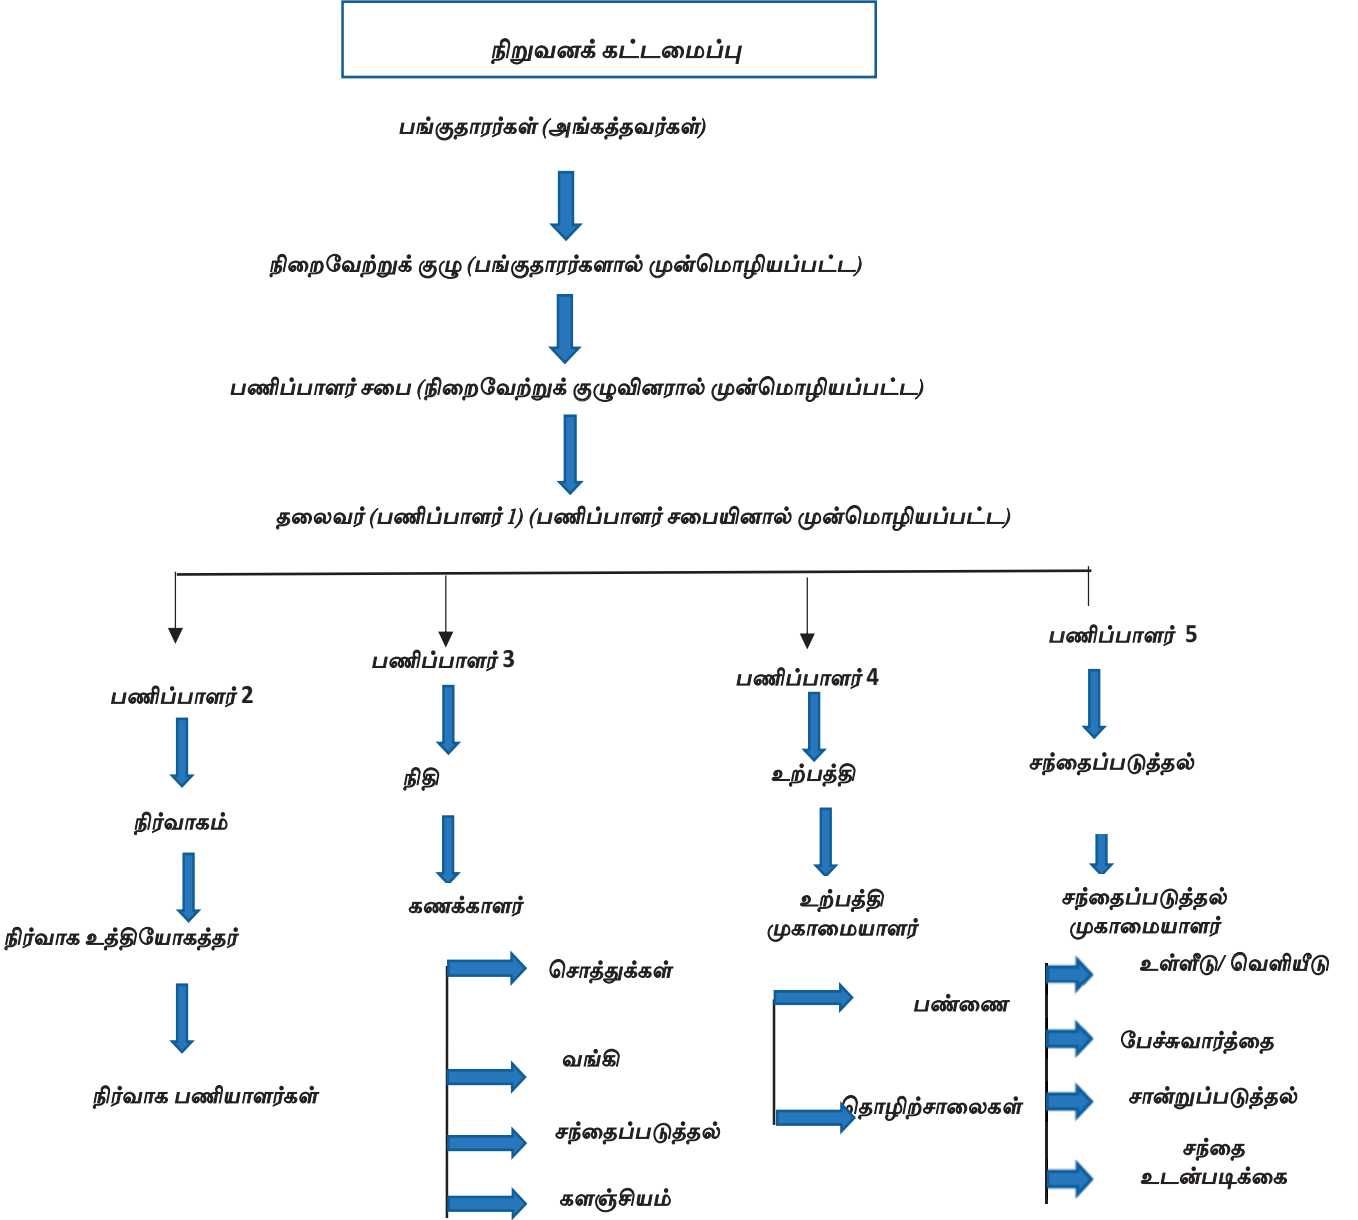 நிறுவனக் கட்டமைப்பு
பங்குதாரர்கள் (அங்கத்தவர்கள்)
நிறைவேற்றுக் குழு (பங்குதாரர்களால் முன்மொழியப்பட்ட)
பணிப்பாளர் சபை (நிறைவேற்றுக் குழுவினரால் முன்மொழியப்பட்ட)
தலைவர் (பணிப்பாளர் 1) (பணிப்பாளர் சபையினால் முன்மொழியப்பட்ட)
பணிப்பாளர் 2
நிர்வாகம்
நிர்வாக உத்தியோகத்தர்
நிர்வாக பணியாளர்கள்
பணிப்பாளர் 3
நிதி
கணக்காளர்
சொத்துக்கள்
வங்கி
சந்தைப்படுத்தல்
களஞ்சியம்
பணிப்பாளர் 4
உற்பத்தி
உற்பத்தி
முகாமையாளர்
பண்ணை
தொழிற்சாலைகள்
பணிப்பாளர் 5
சந்தைப்படுத்தல்
சந்தைப்படுத்தல்
முகாமையாளர்
உள்ளீடு/ வெளியீடு
பேச்சுவார்த்தை
சான்றுப்படுத்தல்
சந்தை
உடன்படிக்கை